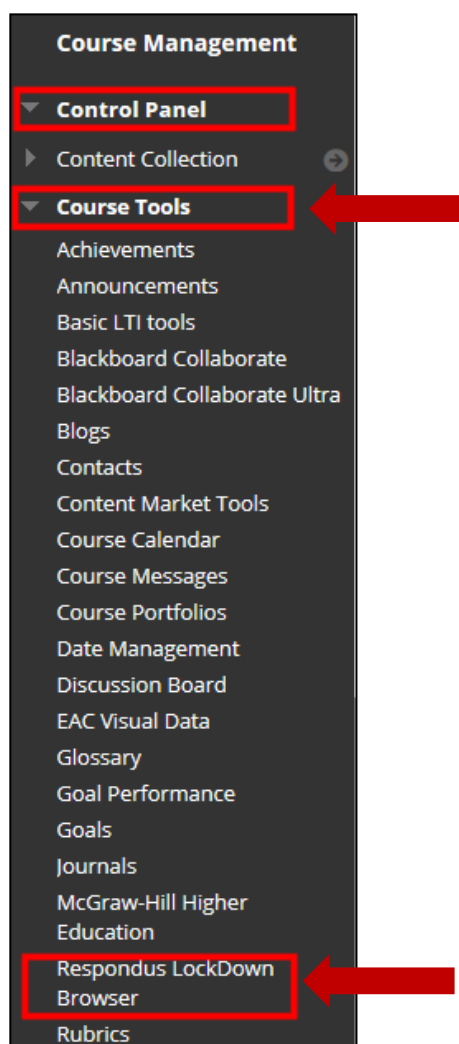 Course Management
Control Panel
Content Collection
Course Tools
Achievements
Announcements
Basic LTI tools
Blackboard Collaborate
Blackboard Collaborate Ultra
Blogs
Contacts
Content Market Tools
Course Calendar
Course Messages
Course Portfolios
Date Management
Discussion Board
EAC Visual Data
Glossary
Goal Performance
Goals
Journals
McGraw-Hill Higher
Education
Respondus LockDown
Browser
Rubrics